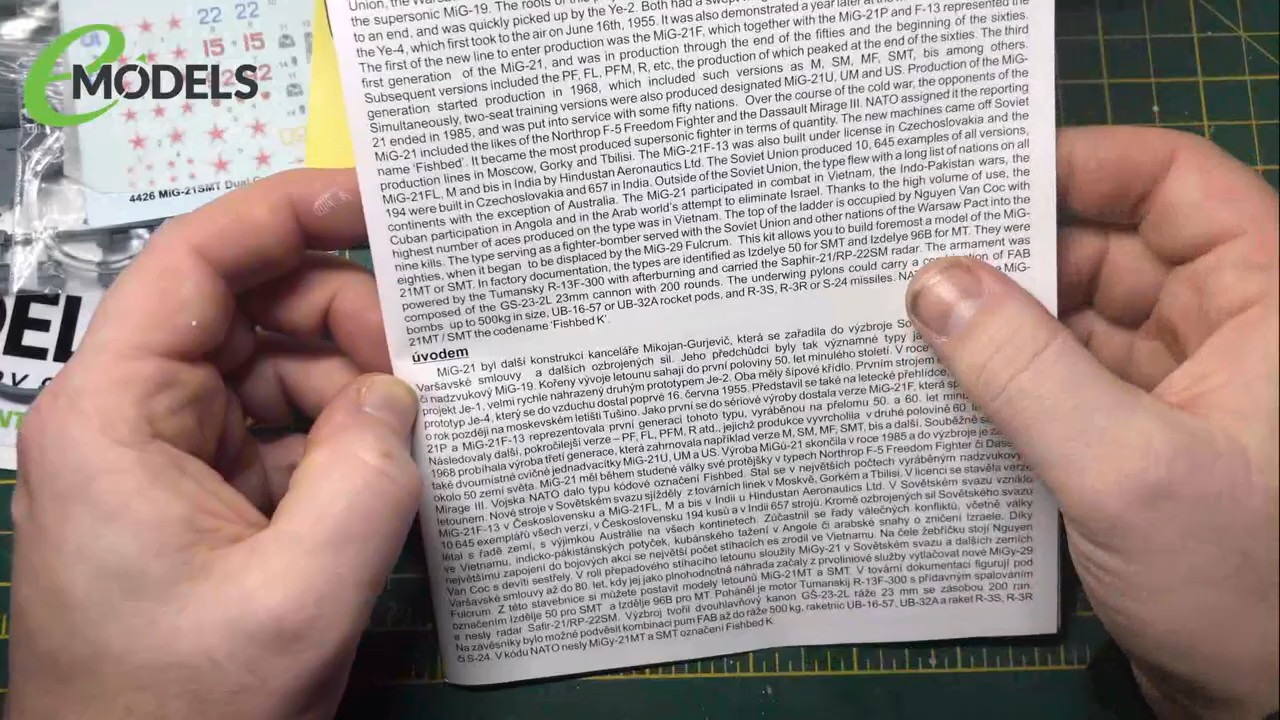 eMODELS
22 22
15 15
4426 MiG-21SMT Dual Co
the supersonic MiG-19. The roots of
to an end, and was quickly picked up by the Ye-2. Both had a swept
the Ye-4, which first took to the air on June 16th, 1955. It was also demonstrated a year later at
The first of the new line to enter production was the MiG-21F, which together with the MiG-21P and F-13 represented the
first generation of the MiG-21, and was in production through the end of the fifties and the beginning of the sixties.
Subsequent versions included the PF, FL, PFM, R, etc, the production of which peaked at the end of the sixties. The third
generation started production in 1968, which included such versions as M, SM, MF, SMT, bis among others.
Simultaneously, two-seat training versions were also produced designated MiG-21U, UM and US. Production of the MiG-
21 ended in 1985, and was put into service with some fifty nations. Over the course of the cold war, the opponents of the
MiG-21 included the likes of the Northrop F-5 Freedom Fighter and the Dassault Mirage III. NATO assigned it the reporting
name 'Fishbed'. It became the most produced supersonic fighter in terms of quantity. The new machines came off Soviet
production lines in Moscow, Gorky and Tbilisi. The MiG-21F-13 was also built under license in Czechoslovakia and the
MiG-21FL, M and bis in India by Hindustan Aeronautics Ltd. The Soviet Union produced 10, 645 examples of all versions,
194 were built in Czechoslovakia and 657 in India. Outside of the Soviet Union, the type flew with a long list of nations on all
continents with the exception of Australia. The MiG-21 participated in combat in Vietnam, the Indo-Pakistan wars, the
Cuban participation in Angola and in the Arab world's attempt to eliminate Israel. Thanks to the high volume of use, the
highest number of aces produced on the type was in Vietnam. The top of the ladder is occupied by Nguyen Van Coc with
nine kills. The type serving as a fighter-bomber served with the Soviet Union and other nations of the Warsaw Pact into the
eighties, when it began to be displaced by the MiG-29 Fulcrum. This kit allows you to build foremost a model of the MiG-
21MT or SMT. In factory documentation, the types are identified as Izdelye 50 for SMT and Izdelye 96B for MT. They were
powered by the Tumansky R-13F-300 with afterburning and carried the Saphir-21/RP-22SM radar. The armament was
composed of the GS-23-2L 23mm cannon with 200 rounds. The underwing pylons could carry a of FAB
bombs up to 500kg in size, UB-16-57 or UB-32A rocket pods, and R-3S, R-3R or S-24 missiles. MiG-
21MT / SMT the codename 'Fishbed K'.
úvodem
MiG-21 byl další konstrukcí kanceláře Mikojan-Gurjevič, která se zařadila do výzbroje
Varšavské smlouvy a dalších ozbrojených sil. Jeho předchůdci byly tak významné typy
či nadzvukový MiG-19. Kořeny vývoje letounu sahají do první poloviny 50. let minulého století. V roce
projekt Je-1, velmi rychle nahrazený druhým prototypem Je-2. Oba měly šípové křídlo. Prvním strojem
prototyp Je-4, který se do vzduchu dostal poprvé 16. června 1955. Představil se také na letecké přehlídce,
o rok později na moskevském letišti Tušino. Jako první se do sériové výroby dostala verze MiG-21F, která
21P a MiG-21F-13 reprezentovala první generaci tohoto typu, vyráběnou na přelomu 50. a 60. let
Následovaly další, pokročilejší verze – PF, FL, PFM, R atd., jejichž produkce vyvrcholila v druhé polovině 60.
1968 probíhala výroba třetí generace, která zahrnovala například verze M, SM, MF, SMT, bis a další. Souběžně
také dvoumístné cvičné jednadvacítky MiG-21U, UM a US. Výroba MiGů-21 skončila v roce 1985 a do výzbroje je
okolo 50 zemí světa. MiG-21 měl během studené války své protějšky v typech Northrop F-5 Freedom Fighter či
Mirage III. Vojska NATO dalo typu kódové označení Fishbed. Stal se v největších počtech vyráběným nadzvukovým
letounem. Nové stroje v Sovětském svazu sjížděly z továrních linek v Moskvě, Gorkém a Tbilisi. V licenci se stavěla verze
MiG-21F-13 v Československu a MiG-21FL, M a bis v Indii u Hindustan Aeronautics Ltd. V Sovětském svazu vzniklo
10 645 exemplářů všech verzí, v Československu 194 kusů a v Indii 657 strojů. Kromě ozbrojených sil Sovětského svazu
létal s řadě zemí, s výjimkou Austrálie na všech kontinentech. Zúčastnil se řady válečných konfliktů, včetně války
ve Vietnamu, indicko-pákistánských potyček, kubánského tažení v Angole či arabské snahy o zničení Izraele. Díky
největšímu zapojení do bojových akcí se největší počet stíhacích es zrodil ve Vietnamu. Na čele žebříčku stojí Nguyen
Van Coc s devíti sestřely. V roli přepadového stíhacího letounu sloužily MiGy-21 v Sovětském svazu a dalších zemích
Varšavské smlouvy až do 80. let, kdy jej jako plnohodnotná náhrada začaly z prvoliniové služby vytlačovat nové MiGy-29
Fulcrum. Z této stavebnice si můžete postavit modely letounů MiG-21MT a SMT. V tovární dokumentaci figurují pod
označením Izdělje 50 pro SMT a Izdělje 96B pro MT. Poháněl je motor Tumanskij R-13F-300 s přídavným spalováním
a nesly radar Safir-21/RP-22SM. Výzbroj tvořil dvouhlavňový kanon GŠ-23-2L ráže 23 mm se zásobou 200 ran.
Na závěsníky bylo možné podvěsit kombinaci pum FAB až do ráže 500 kg, raketnic UB-16-57, UB-32A a raket R-3S, R-3R
či S-24. V kódu NATO nesly MiGy-21MT a SMT označení Fishbed K